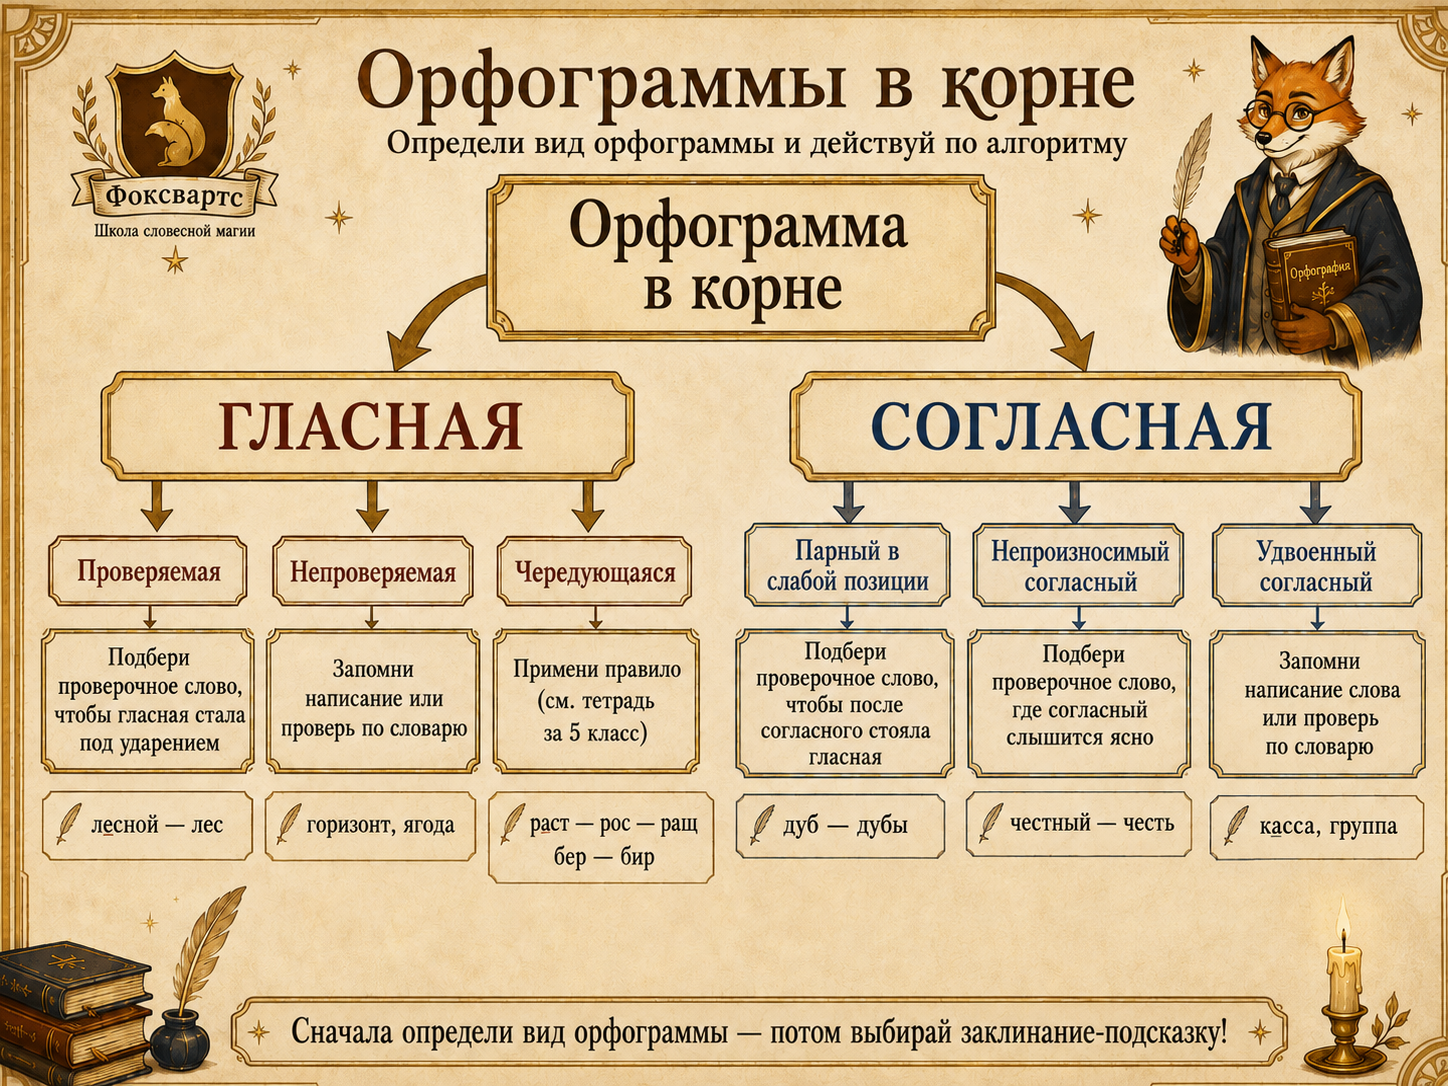 Орфограммы в корне
Определи вид орфограммы и действуй по алгоритму
Фоксвартс
Школа словесной магии
Орфография
Орфограмма
в корне
ГЛАСНАЯ
СОГЛАСНАЯ
Проверяемая
Непроверяемая
Чередующаяся
Парный в
слабой позиции
Непроизносимый
согласный
Удвоенный
согласный
Подбери
проверочное слово,
чтобы гласная стала
под ударением
Запомни
написание или
проверь по словарю
Примени правило
(см. тетрадь
за 5 класс)
Подбери
проверочное слово,
чтобы после
согласного стояла
гласная
Подбери
проверочное слово,
где согласный
слышится ясно
Запомни
написание слова
или проверь
по словарю
лесной — лес
горизонт, ягода
раст — рос — ращ
бер — бир
дуб — дубы
честный — честь
касса, группа
Сначала определи вид орфограммы — потом выбирай заклинание-подсказку!